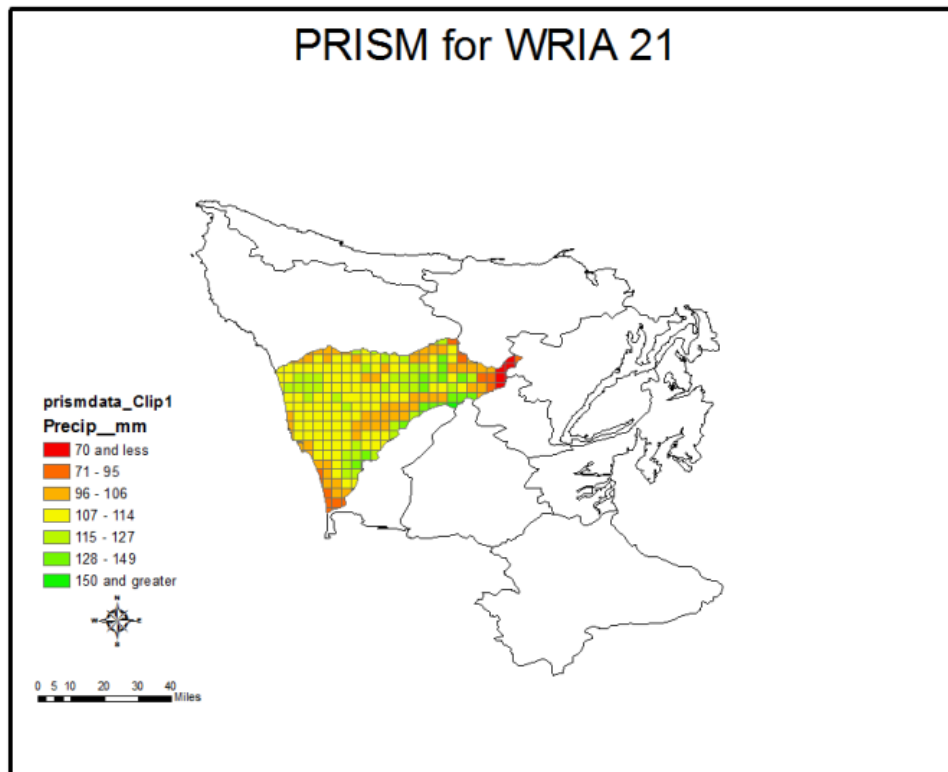 PRISM for WRIA 21
prismdata_Clip1
Precip__mm
70 and less
71 - 95
96 - 106
107 - 114
115 - 127
128 - 149
150 and greater
N
W E
S
0 5 10 20 30 40
Miles